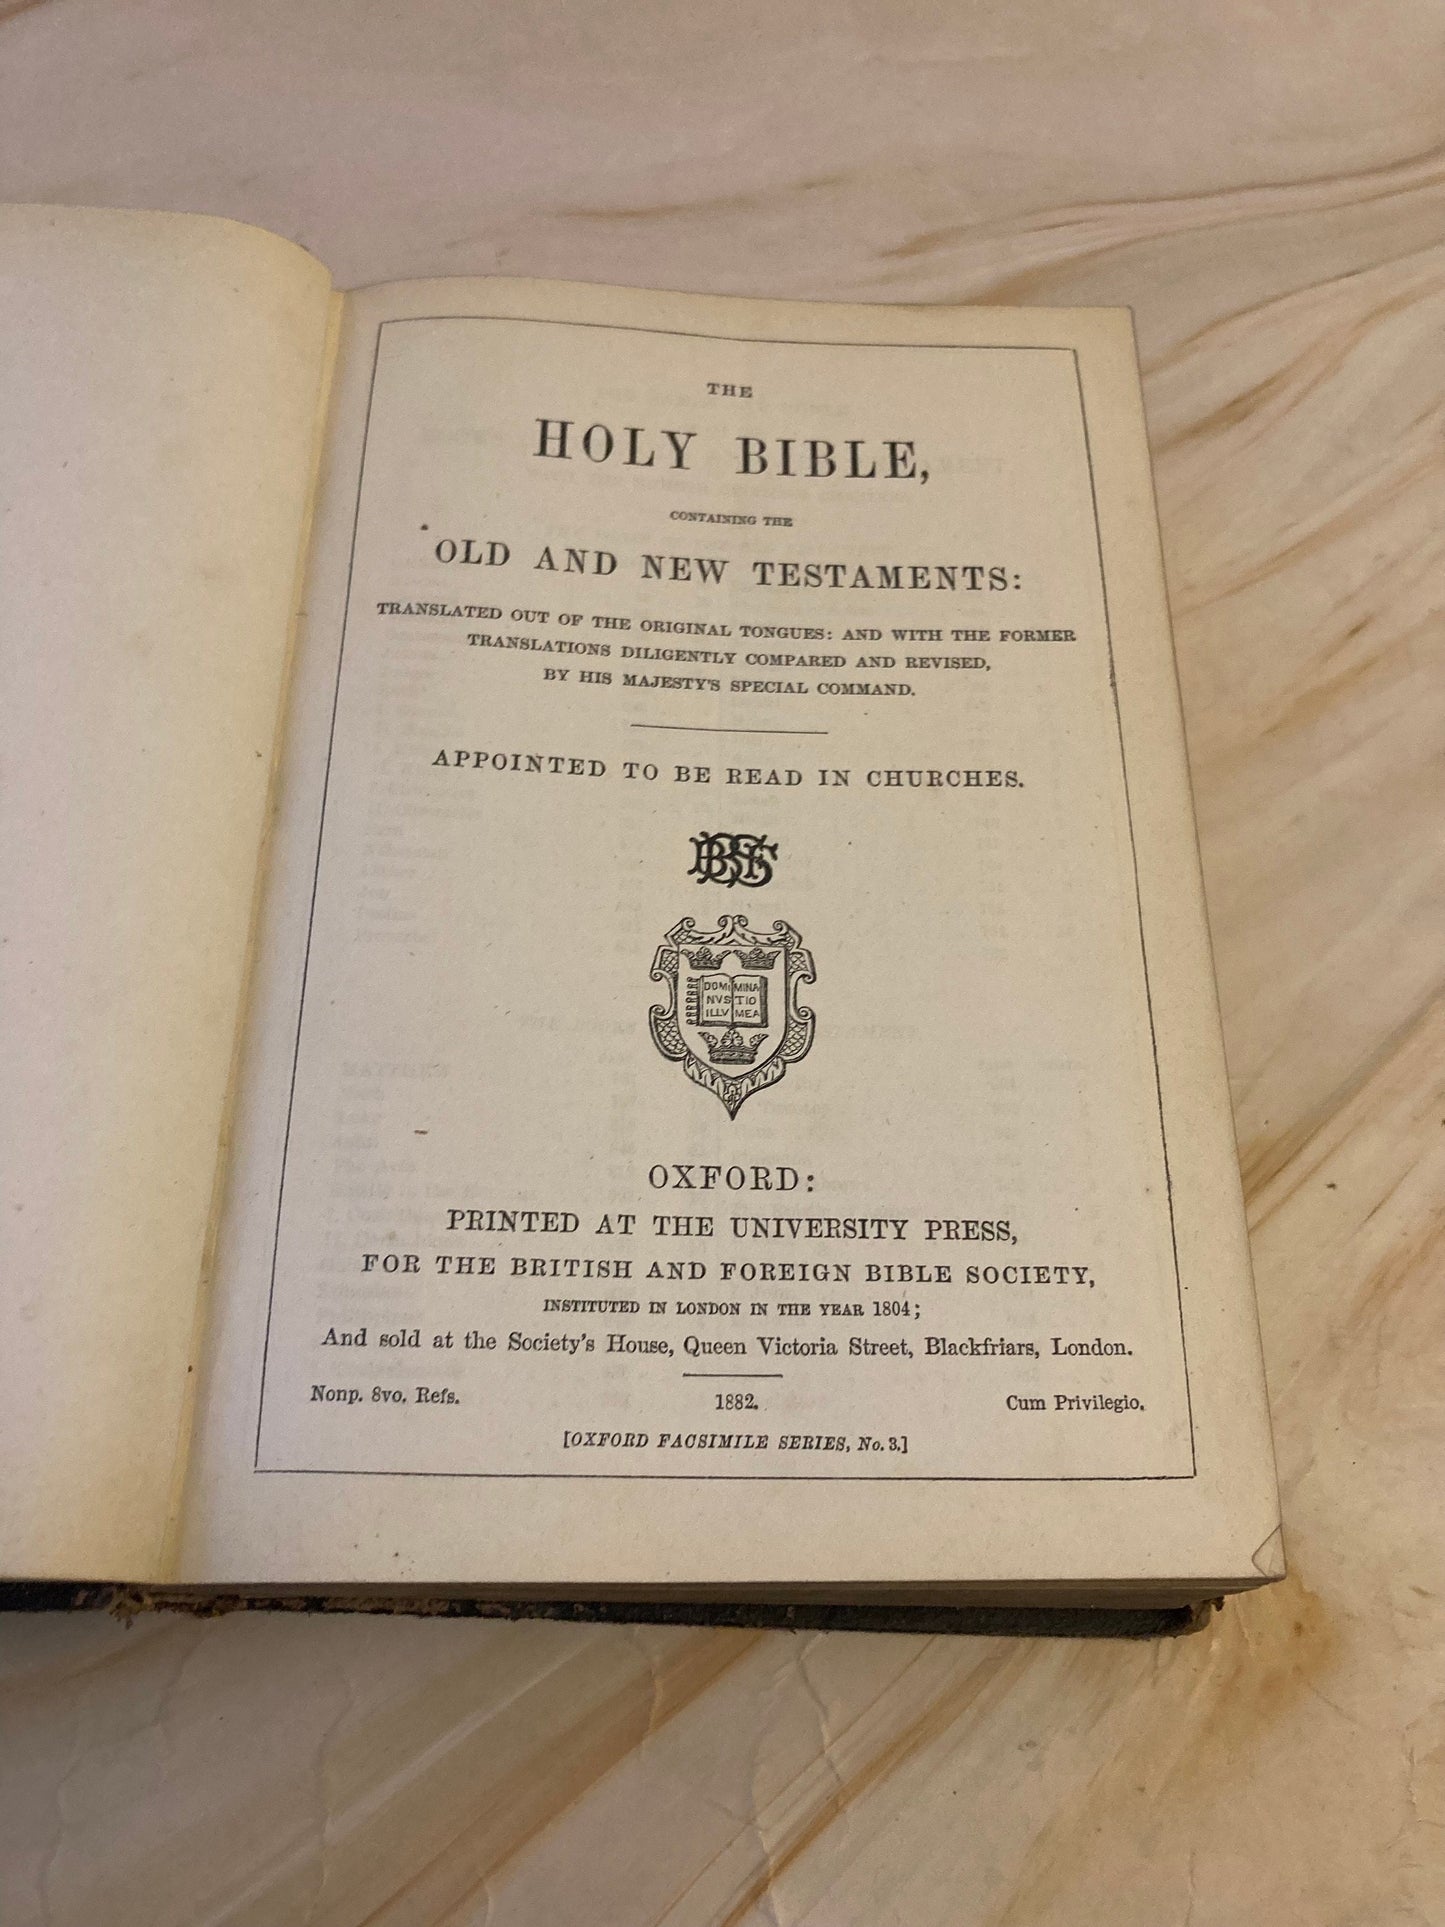 THE
HOLY BIBLE,
CONTAINING THE
OLD AND NEW TESTAMENTS:
TRANSLATED OUT OF THE ORIGINAL TONGUES: AND WITH THE FORMER
TRANSLATIONS DILIGENTLY COMPARED AND REVISED,
BY HIS MAJESTY'S SPECIAL COMMAND.
APPOINTED TO BE READ IN CHURCHES.
BFBS
DOMI MINA
NVS TIO
ILLV MEA
OXFORD:
PRINTED AT THE UNIVERSITY PRESS,
FOR THE BRITISH AND FOREIGN BIBLE SOCIETY,
INSTITUTED IN LONDON IN THE YEAR 1804;
And sold at the Society's House, Queen Victoria Street, Blackfriars, London.
Nonp. 8vo. Refs. 1882. Cum Privilegio.
[OXFORD FACSIMILE SERIES, No. 3.]